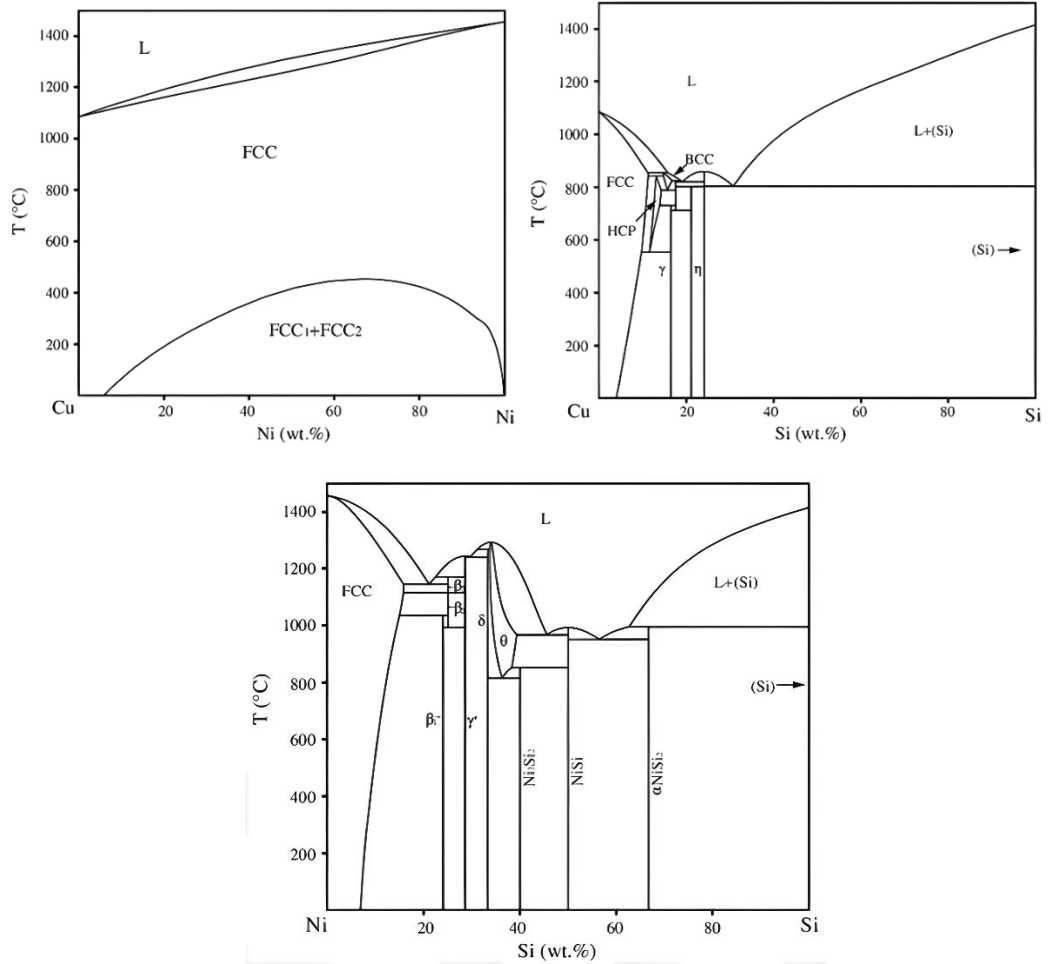 1400
L
1200
1000
FCC
800
T (°C)
600
400
FCC1+FCC2
200
Cu
20
40
60
80
Ni
Ni (wt.%)
1400
L
1200
1000
L+(Si)
BCC
800
FCC
T (°C)
HCP
600
(Si)
γ
η
400
200
Cu
20
40
60
80
Si
Si (wt.%)
1400
L
1200
FCC
L+(Si)
1000
δ
θ
800
(Si)
T (°C)
γ'
600
NiSi
αNiSi2
400
200
Ni
20
40
60
80
Si
Si (wt.%)